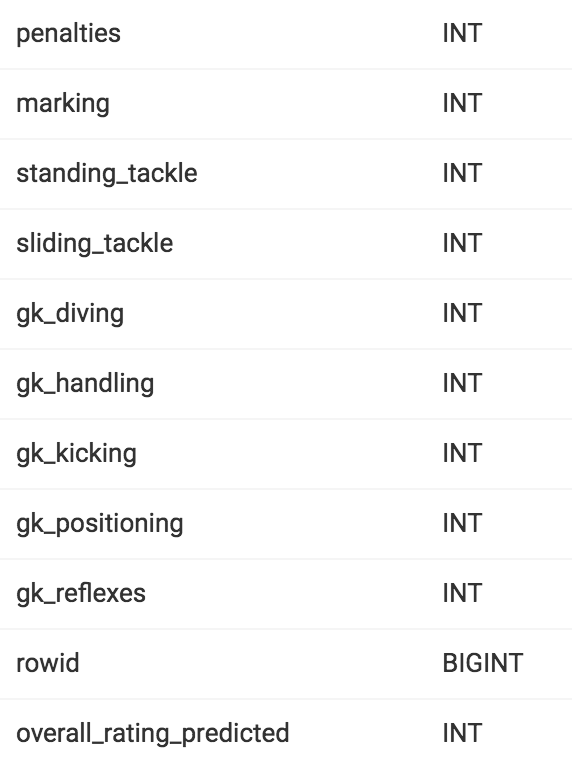 penalties INT
marking INT
standing_tackle INT
sliding_tackle INT
gk_diving INT
gk_handling INT
gk_kicking INT
gk_positioning INT
gk_reflexes INT
rowid BIGINT
overall_rating_predicted INT